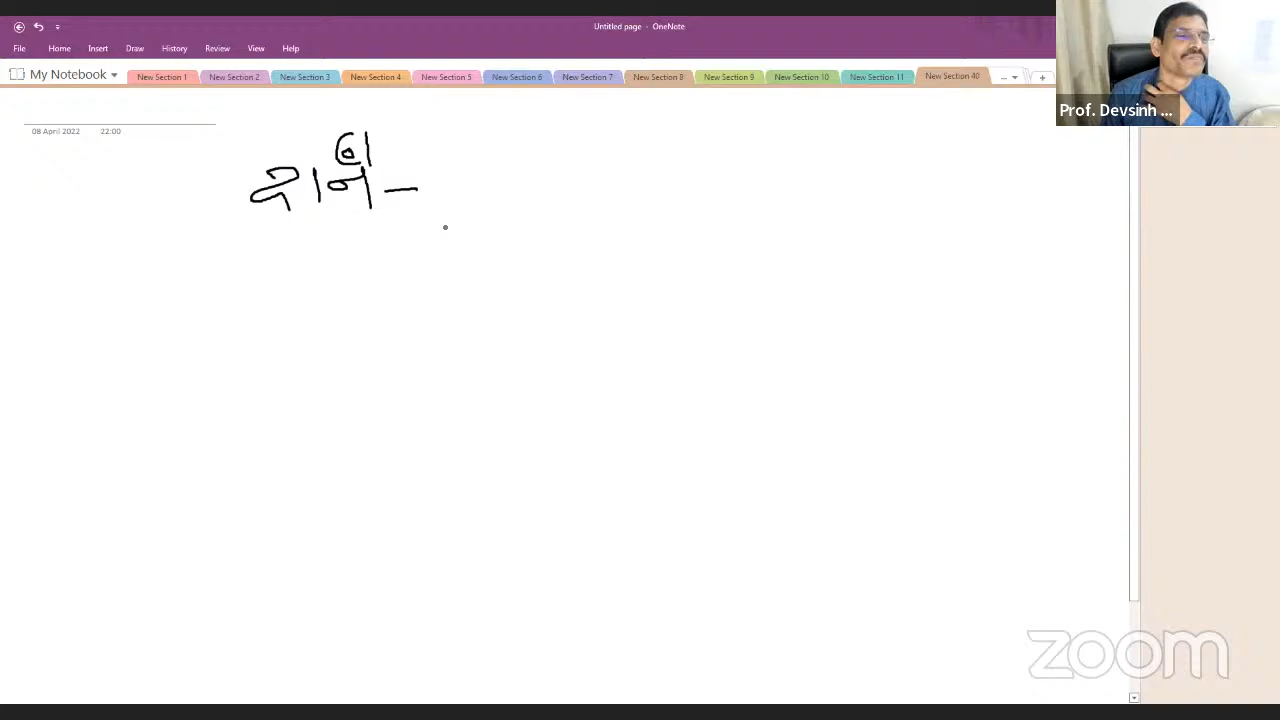 Untitled page - OneNote
File Home Insert Draw History Review View Help
My Notebook New Section 1 New Section 2 New Section 3 New Section 4 New Section 5 New Section 6 New Section 7 New Section 8 New Section 9 New Section 10 New Section 11 New Section 40 ...
Prof. Devsinh ...
08 April 2022 22:00
કાન –
zoom